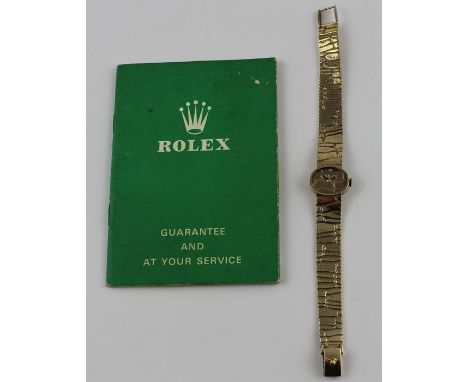 ROLEX
GUARANTEE
AND
AT YOUR SERVICE